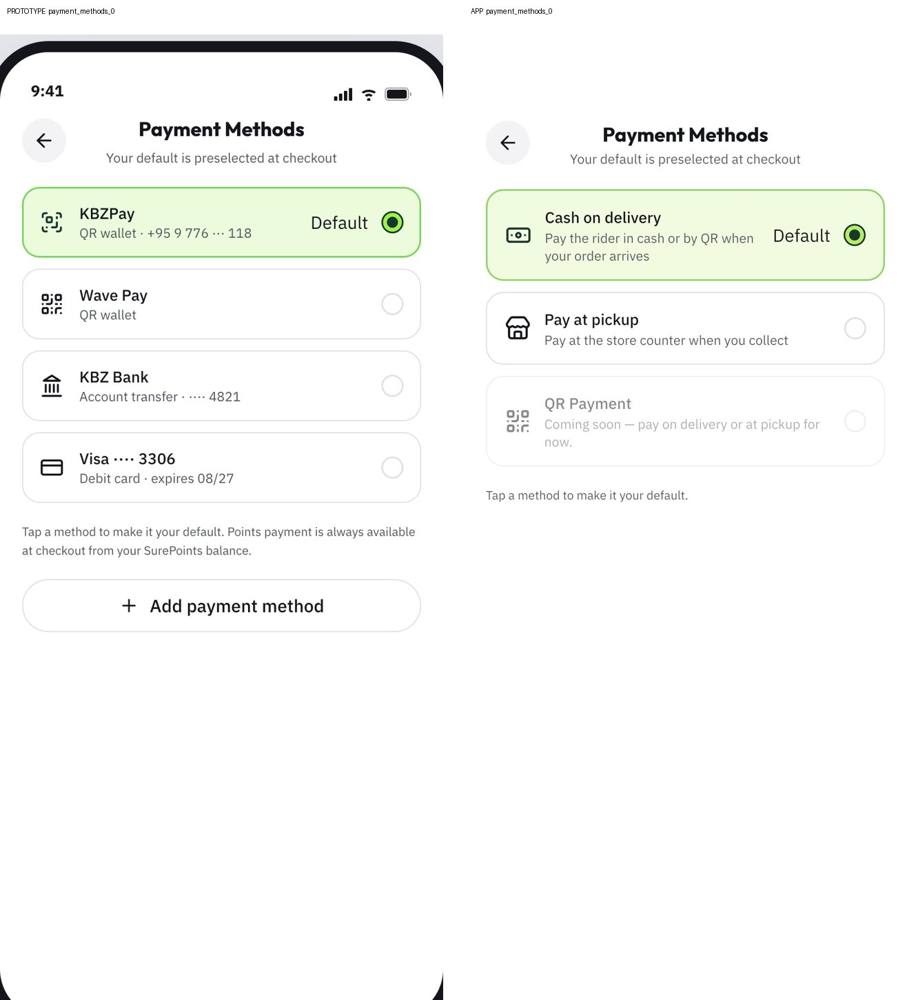 PROTOTYPE payment_methods_0
9:41
Payment Methods
Your default is preselected at checkout
KBZPay
QR wallet · +95 9 776 ··· 118
Default
Wave Pay
QR wallet
KBZ Bank
Account transfer · ···· 4821
Visa ···· 3306
Debit card · expires 08/27
Tap a method to make it your default. Points payment is always available
at checkout from your SurePoints balance.
+ Add payment method
APP payment_methods_0
Payment Methods
Your default is preselected at checkout
Cash on delivery
Pay the rider in cash or by QR when
your order arrives
Default
Pay at pickup
Pay at the store counter when you collect
QR Payment
Coming soon — pay on delivery or at pickup for
now.
Tap a method to make it your default.